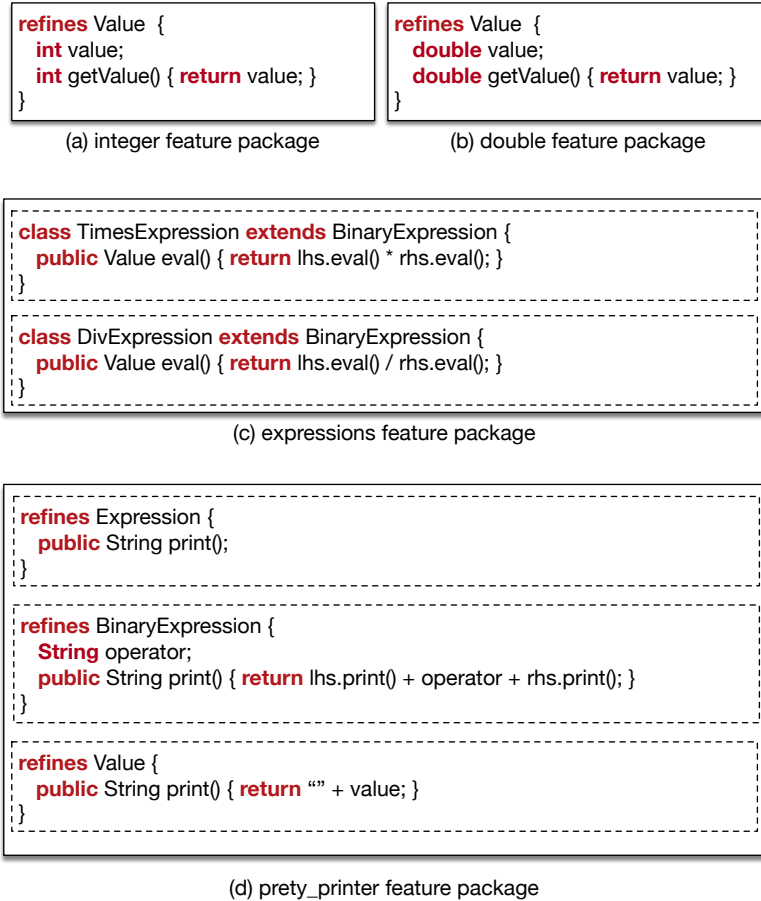 refines Value {
int value;
int getValue() { return value; }
}
(a) integer feature package
refines Value {
double value;
double getValue() { return value; }
}
(b) double feature package
class TimesExpression extends BinaryExpression {
public Value eval() { return lhs.eval() * rhs.eval(); }
}
class DivExpression extends BinaryExpression {
public Value eval() { return lhs.eval() / rhs.eval(); }
}
(c) expressions feature package
refines Expression {
public String print();
}
refines BinaryExpression {
String operator;
public String print() { return lhs.print() + operator + rhs.print(); }
}
refines Value {
public String print() { return “” + value; }
}
(d) prety_printer feature package